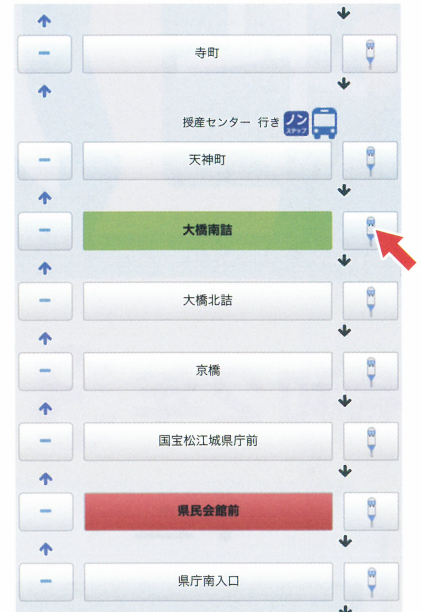 寺町
授産センター 行き ノン
ステップ
天神町
大橋南詰
大橋北詰
京橋
国宝松江城県庁前
県民会館前
県庁南入口